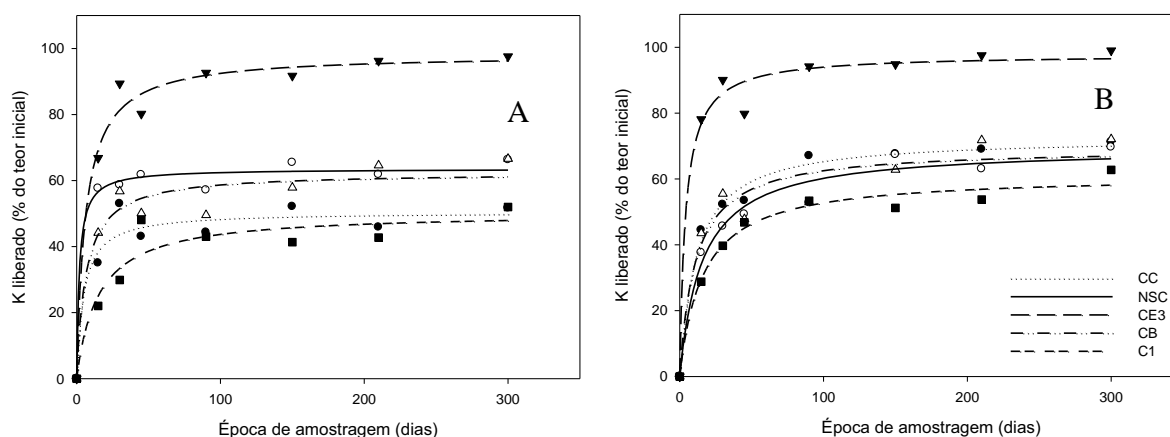 K liberado (% do teor inicial)
100
80
60
40
20
0
A
0
100
200
300
Época de amostragem (dias)
K liberado (% do teor inicial)
100
80
60
40
20
0
B
CC
NSC
CE3
CB
C1
0
100
200
300
Época de amostragem (dias)